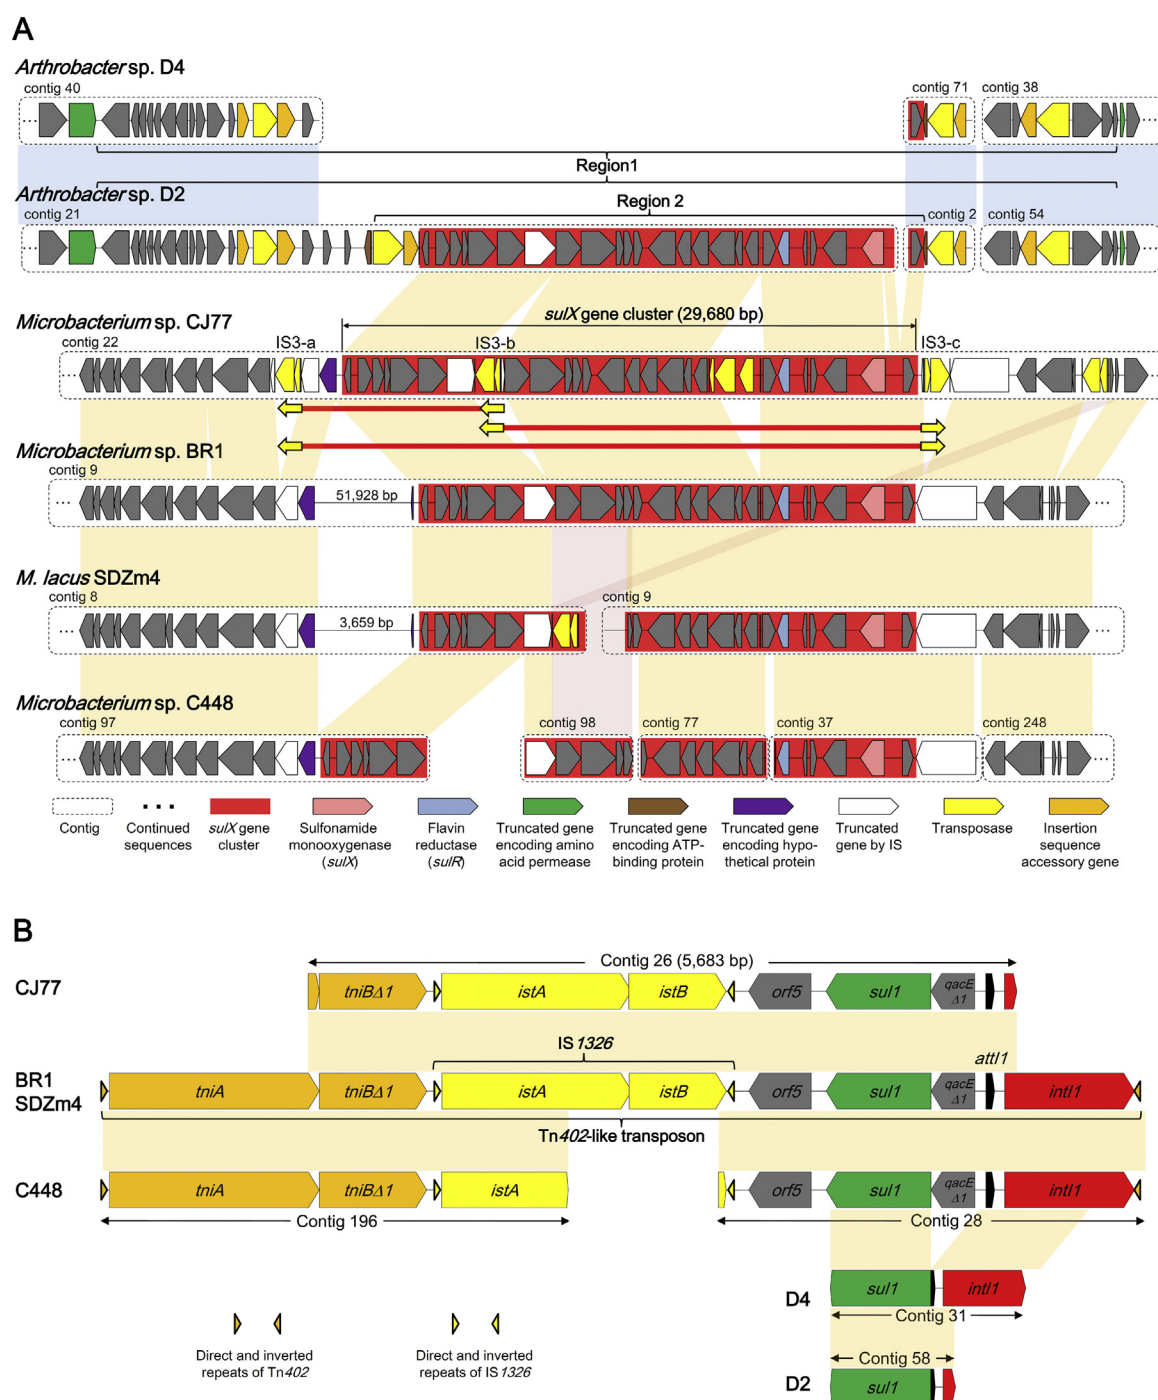 A
Arthrobacter sp. D4
contig 40
contig 71
contig 38
Region1
Arthrobacter sp. D2
contig 21
Region 2
contig 2
contig 54
Microbacterium sp. CJ77
contig 22
sulX gene cluster (29,680 bp)
IS3-a
IS3-b
IS3-c
Microbacterium sp. BR1
contig 9
51,928 bp
M. lacus SDZm4
contig 8
contig 9
3,659 bp
Microbacterium sp. C448
contig 97
contig 98
contig 77
contig 37
contig 248
Contig
Continued
sequences
sulX gene
cluster
Sulfonamide
monooxygenase
(sulX)
Flavin
reductase
(sulR)
Truncated gene
encoding amino
acid permease
Truncated gene
encoding ATP-
binding protein
Truncated gene
encoding hypo-
thetical protein
Truncated
gene by IS
Transposase
Insertion
sequence
accessory gene
B
Contig 26 (5,683 bp)
CJ77
tniBΔ1
istA
istB
orf5
sul1
qacE
Δ1
IS1326
attI1
BR1
SDZm4
tniA
tniBΔ1
istA
istB
orf5
sul1
qacE
Δ1
intI1
Tn402-like transposon
C448
tniA
tniBΔ1
istA
orf5
sul1
qacE
Δ1
intI1
Contig 196
Contig 28
D4
sul1
intI1
Contig 31
Direct and inverted
repeats of Tn402
Direct and inverted
repeats of IS1326
Contig 58
D2
sul1